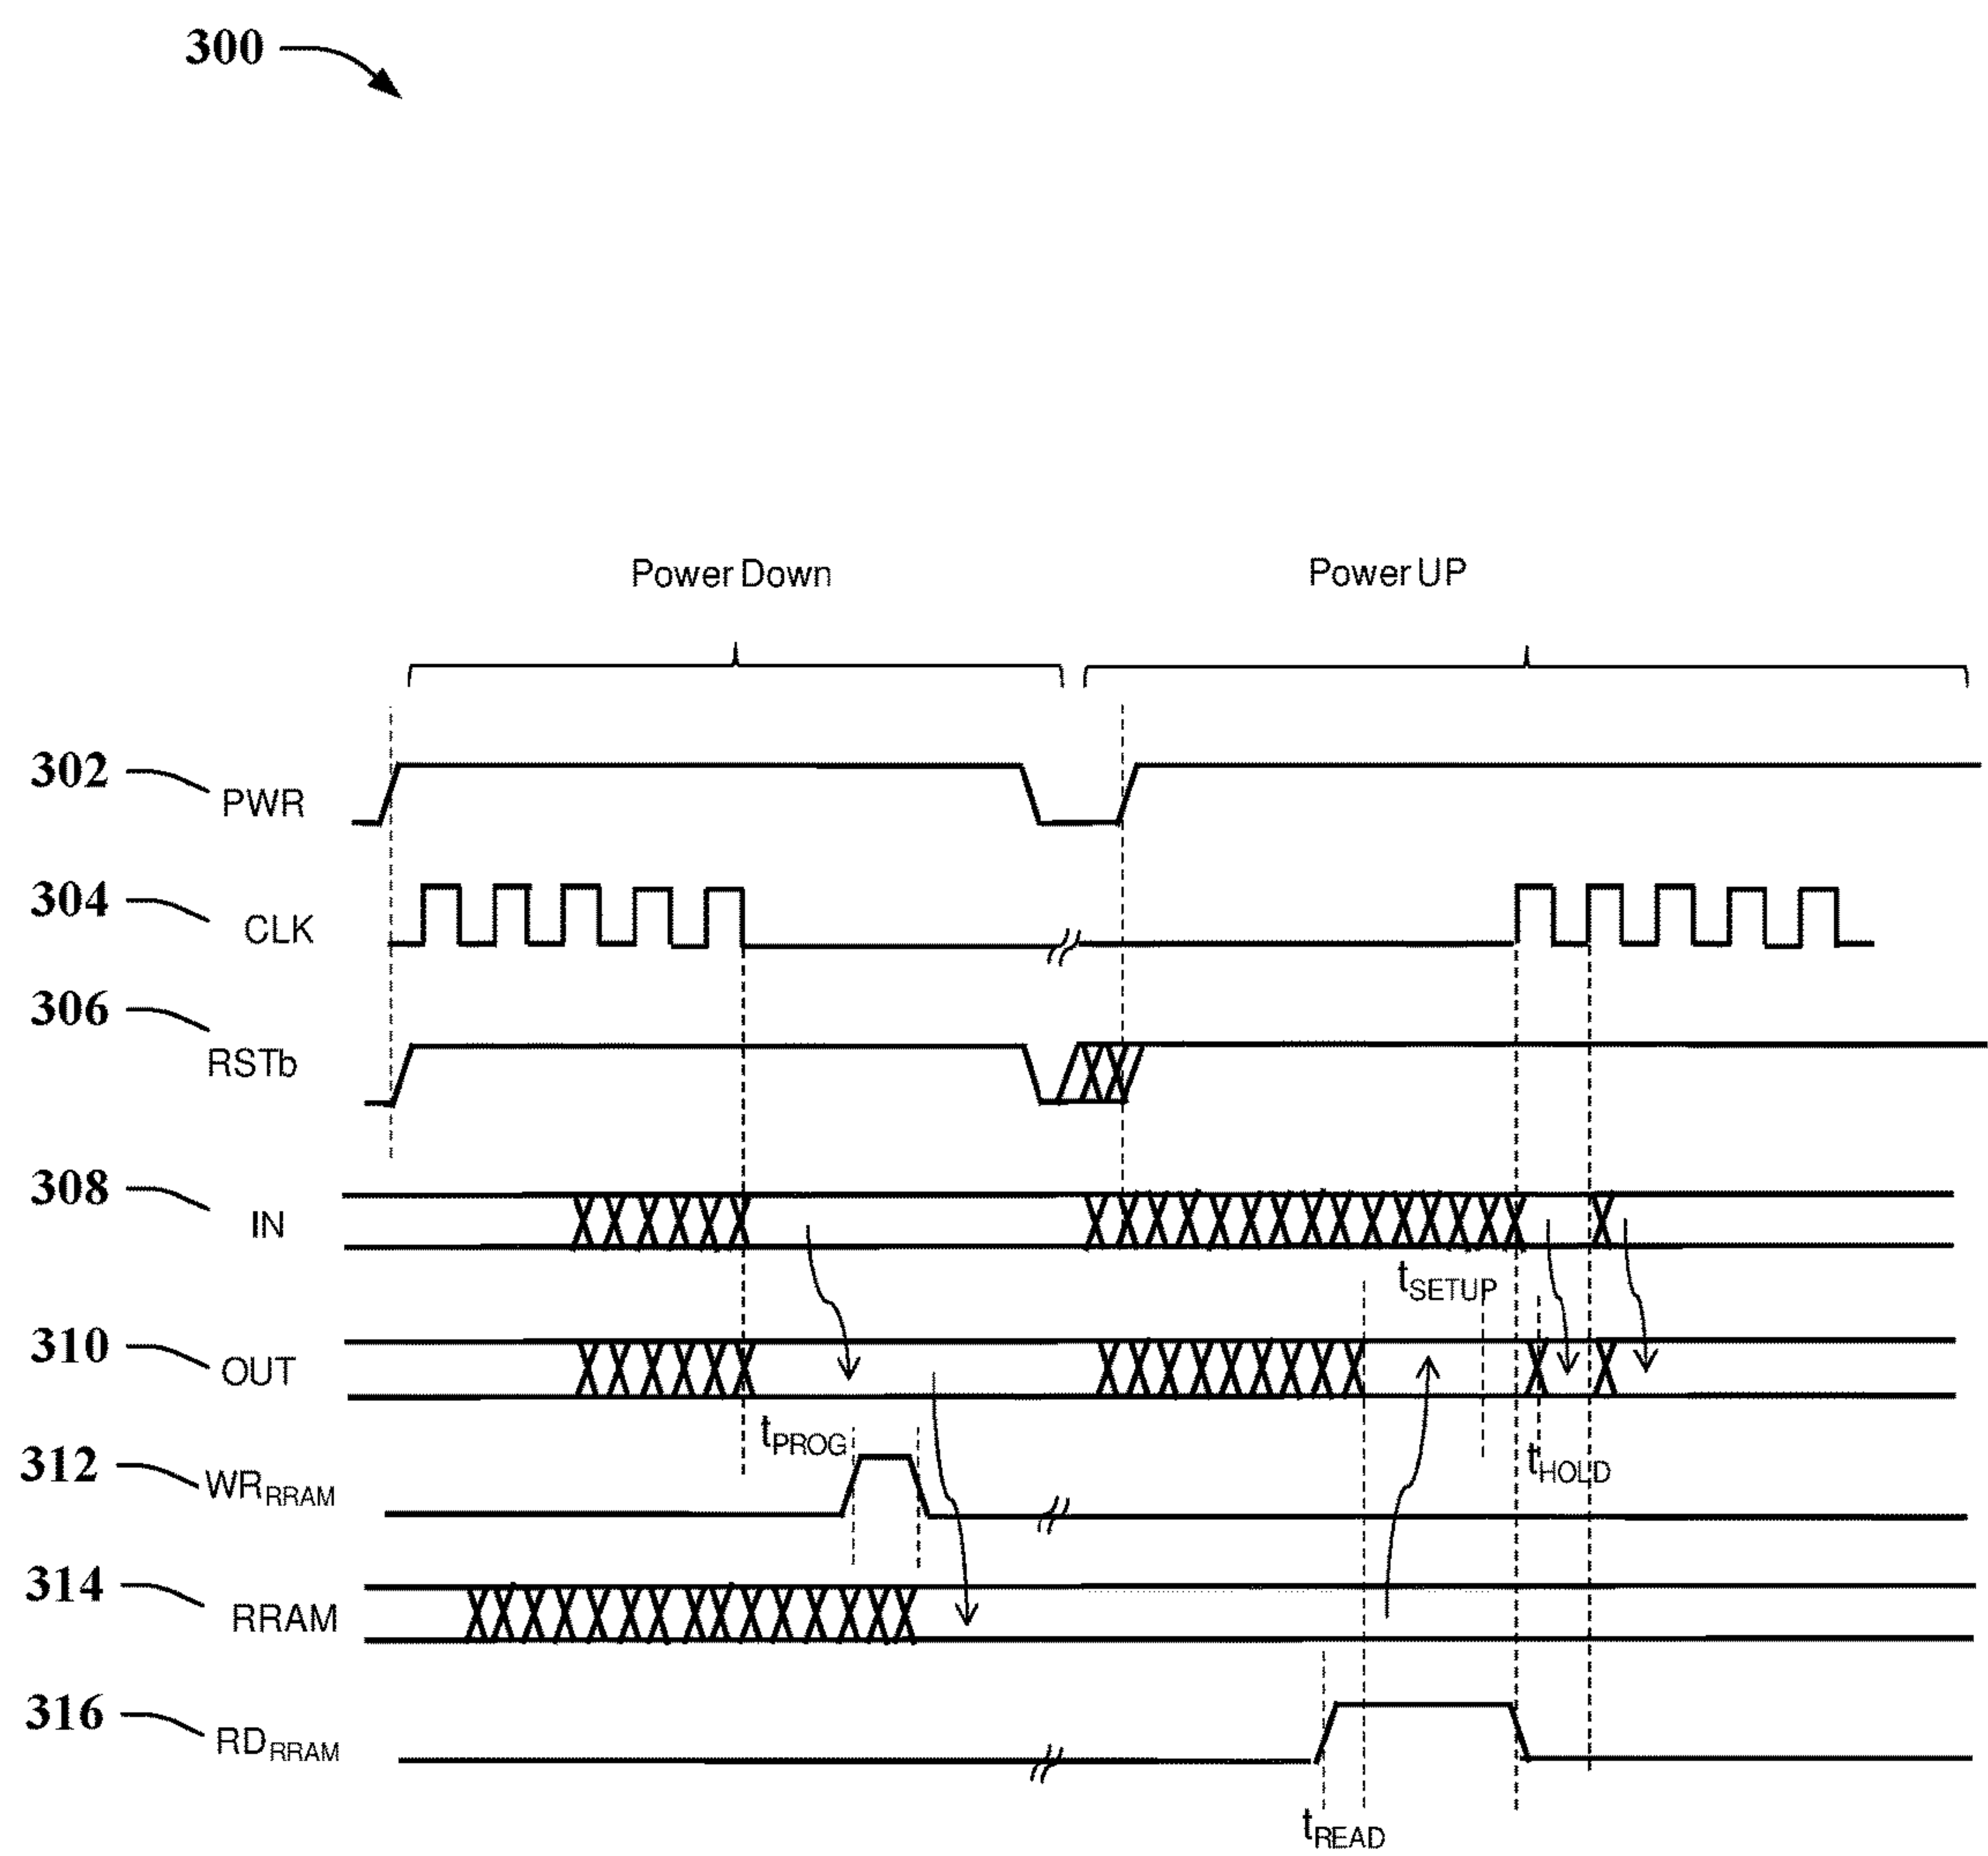 300
Power Down Power UP
302 PWR
304 CLK
306 RSTb
308 IN
tSETUP
310 OUT
tPROG
tHOLD
312 WRRRAM
314 RRAM
316 RDRRAM
tREAD